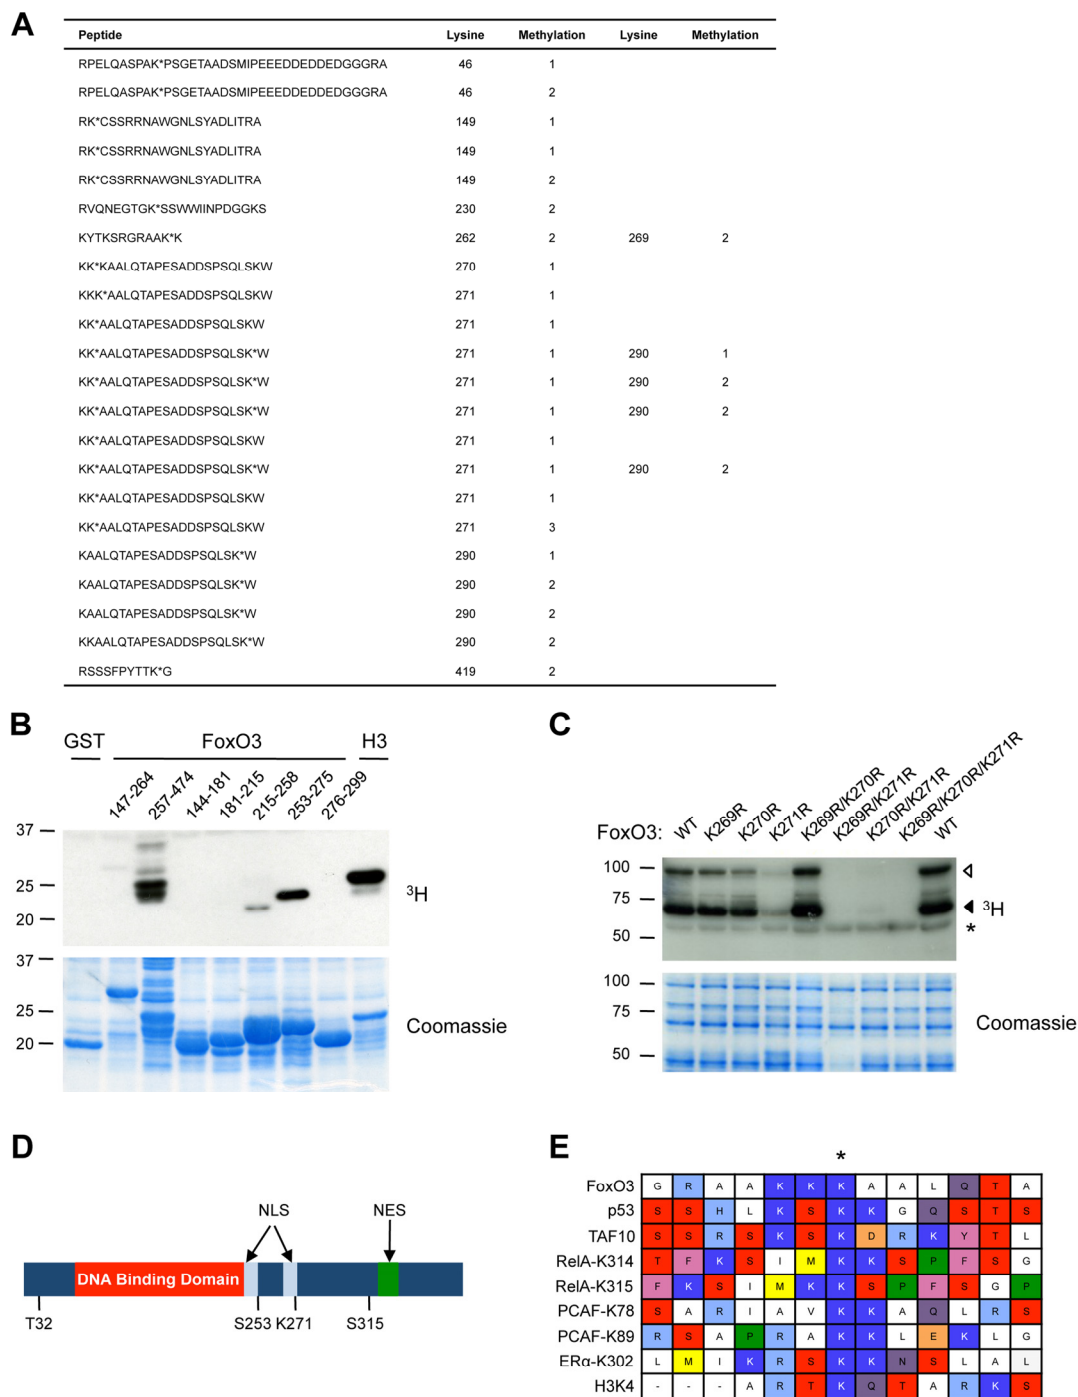 A
Peptide Lysine Methylation Lysine Methylation
RPELQASPAK*PSGETAADSMIPEEEDDEDDEDGGGRA 46 1
RPELQASPAK*PSGETAADSMIPEEEDDEDDEDGGGRA 46 2
RK*CSSRRNAWGNLSYADLITRA 149 1
RK*CSSRRNAWGNLSYADLITRA 149 1
RK*CSSRRNAWGNLSYADLITRA 149 2
RVQNEGTGK*SSWWIINPDGGKS 230 2
KYTKSRGRAAK*K 262 2 269 2
KK*KAALQTAPESADDSPSQLSKW 270 1
KKK*AALQTAPESADDSPSQLSKW 271 1
KK*AALQTAPESADDSPSQLSKW 271 1
KK*AALQTAPESADDSPSQLSK*W 271 1 290 1
KK*AALQTAPESADDSPSQLSK*W 271 1 290 2
KK*AALQTAPESADDSPSQLSK*W 271 1 290 2
KK*AALQTAPESADDSPSQLSKW 271 1
KK*AALQTAPESADDSPSQLSK*W 271 1 290 2
KK*AALQTAPESADDSPSQLSKW 271 1
KK*AALQTAPESADDSPSQLSKW 271 3
KAALQTAPESADDSPSQLSK*W 290 1
KAALQTAPESADDSPSQLSK*W 290 2
KAALQTAPESADDSPSQLSK*W 290 2
KKAALQTAPESADDSPSQLSK*W 290 2
RSSSFPYTTK*G 419 2
B
GST FoxO3 H3
147-264 257-474 144-181 181-215 215-258 253-275 276-299
37
25
20
3H
37
25
20
Coomassie
C
FoxO3: WT K269R K270R K271R K269R/K270R K269R/K271R K270R/K271R K269R/K270R/K271R WT
100
75
50
3H
*
100
75
50
Coomassie
D
NLS NES
DNA Binding Domain
T32 S253 K271 S315
E
*
FoxO3 G R A A K K K A A L Q T A
p53 S S H L K S K K G Q S T S
TAF10 S S R S K S K D R K Y T L
RelA-K314 T F K S I M K K S P F S G
RelA-K315 F K S I M K K S P F S G P
PCAF-K78 S A R I A V K K A Q L R S
PCAF-K89 R S A P R A K K L E K L G
ERα-K302 L M I K R S K K N S L A L
H3K4 - - - A R T K Q T A R K S